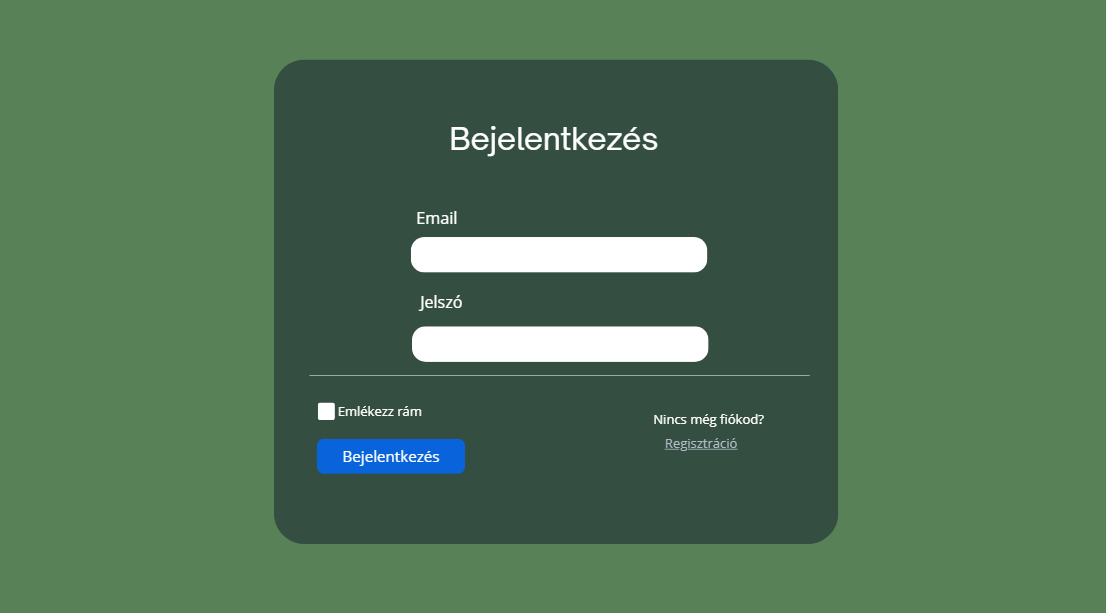 Bejelentkezés
Email
Jelszó
Emlékezz rám
Nincs még fiókod?
Regisztráció
Bejelentkezés